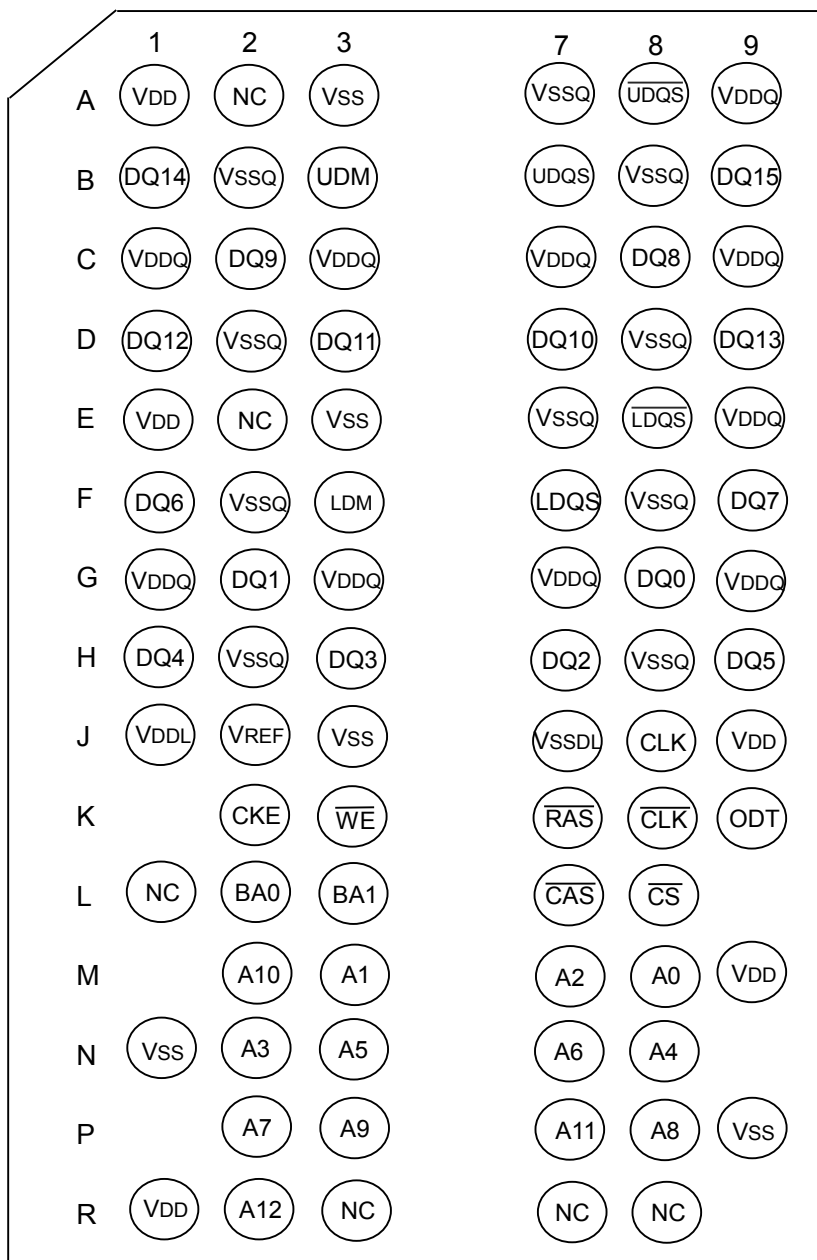 1 2 3 7 8 9
A VDD NC VSS VSSQ UDQS VDDQ
B DQ14 VSSQ UDM UDQS VSSQ DQ15
C VDDQ DQ9 VDDQ VDDQ DQ8 VDDQ
D DQ12 VSSQ DQ11 DQ10 VSSQ DQ13
E VDD NC VSS VSSQ LDQS VDDQ
F DQ6 VSSQ LDM LDQS VSSQ DQ7
G VDDQ DQ1 VDDQ VDDQ DQ0 VDDQ
H DQ4 VSSQ DQ3 DQ2 VSSQ DQ5
J VDDL VREF VSS VSSDL CLK VDD
K CKE WE RAS CLK ODT
L NC BA0 BA1 CAS CS
M A10 A1 A2 A0 VDD
N VSS A3 A5 A6 A4
P A7 A9 A11 A8 VSS
R VDD A12 NC NC NC